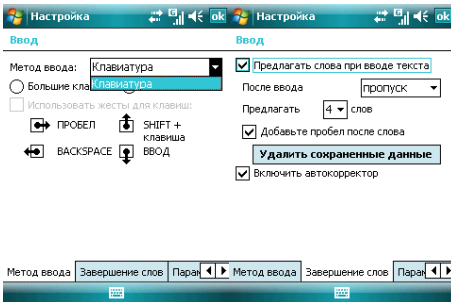 Настройка
ok
Ввод
Метод ввода: Клавиатура
Клавиатура
Большие кла
Использовать жесты для клавиш:
ПРОБЕЛ
SHIFT + клавиша
BACKSPACE
ВВОД
Метод ввода Завершение слов Парам
Настройка
ok
Ввод
Предлагать слова при вводе текста
После ввода пропуск
Предлагать 4 слов
Добавьте пробел после слова
Удалить сохраненные данные
Включить автокорректор
Метод ввода Завершение слов Парам